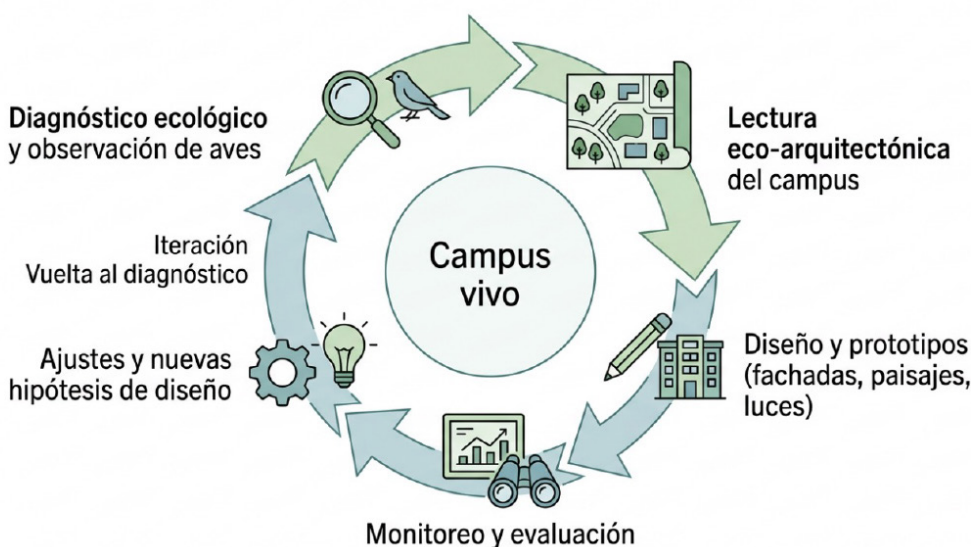 Diagnóstico ecológico
y observación de aves
Lectura
eco-arquitectónica
del campus
Campus
vivo
Diseño y prototipos
(fachadas, paisajes,
luces)
Monitoreo y evaluación
Ajustes y nuevas
hipótesis de diseño
Iteración
Vuelta al diagnóstico